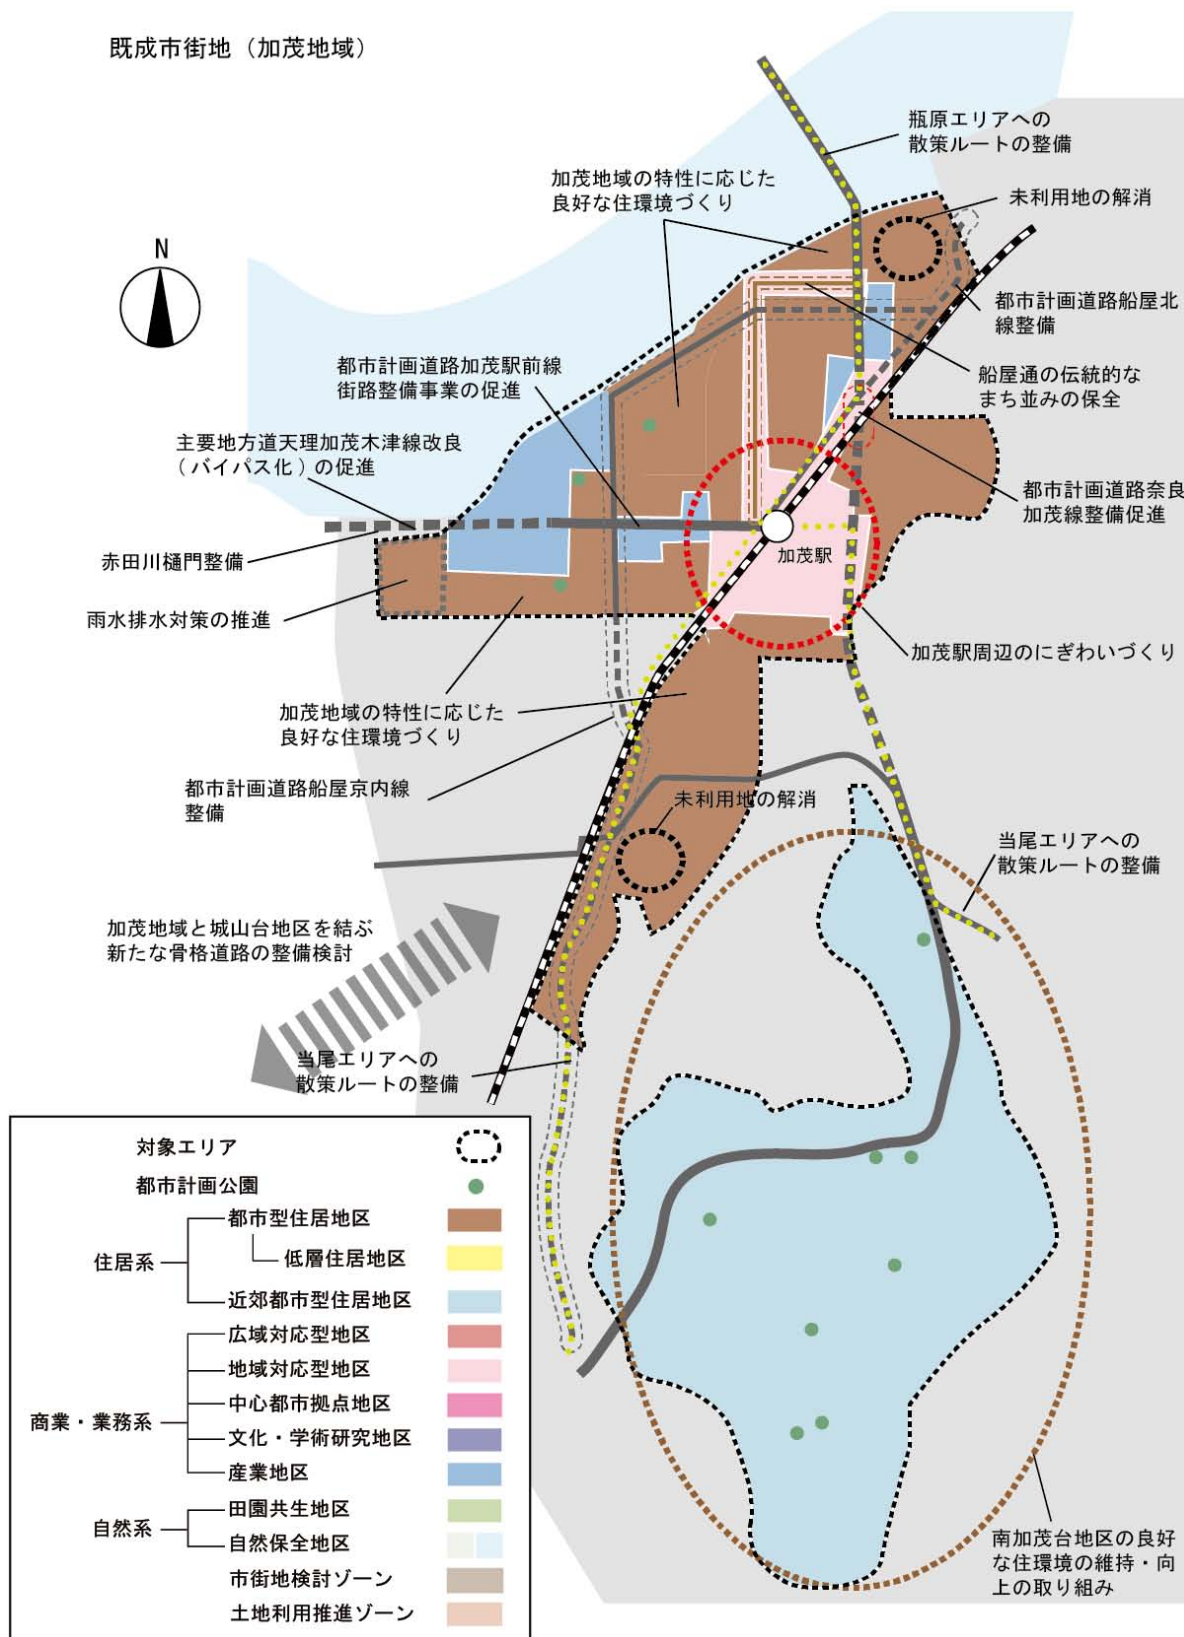 既成市街地（加茂地域）
瓶原エリアへの
散策ルートの整備
加茂地域の特性に応じた
良好な住環境づくり
未利用地の解消
N
都市計画道路船屋北
線整備
都市計画道路加茂駅前線
街路整備事業の促進
船屋通の伝統的な
まち並みの保全
主要地方道天理加茂木津線改良
（バイパス化）の促進
都市計画道路奈良
加茂線整備促進
加茂駅
赤田川樋門整備
雨水排水対策の推進
加茂駅周辺のにぎわいづくり
加茂地域の特性に応じた
良好な住環境づくり
都市計画道路船屋京内線
整備
未利用地の解消
当尾エリアへの
散策ルートの整備
加茂地域と城山台地区を結ぶ
新たな骨格道路の整備検討
当尾エリアへの
散策ルートの整備
対象エリア
都市計画公園
住居系
都市型住居地区
低層住居地区
近郊都市型住居地区
商業・業務系
広域対応型地区
地域対応型地区
中心都市拠点地区
文化・学術研究地区
産業地区
自然系
田園共生地区
自然保全地区
市街地検討ゾーン
土地利用推進ゾーン
南加茂台地区の良好
な住環境の維持・向
上の取り組み